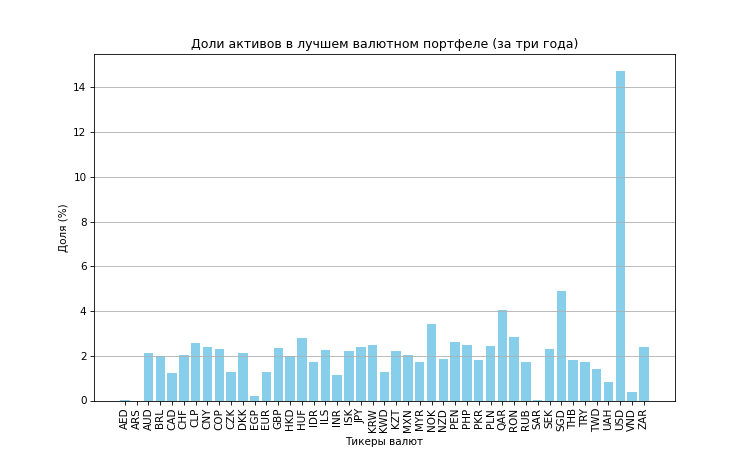 Доли активов в лучшем валютном портфеле (за три года)
Доля (%)
14
12
10
8
6
4
2
0
AED ARS AUD BRL CAD CHF CLP CNY COP CZK DKK EGP EUR GBP HKD HUF IDR ILS INR ISK JPY KRW KWD KZT MXN MYR NOK NZD PEN PHP PKR PLN QAR RON RUB SAR SEK SGD THB TRY TWD UAH USD VND ZAR
Тикеры валют